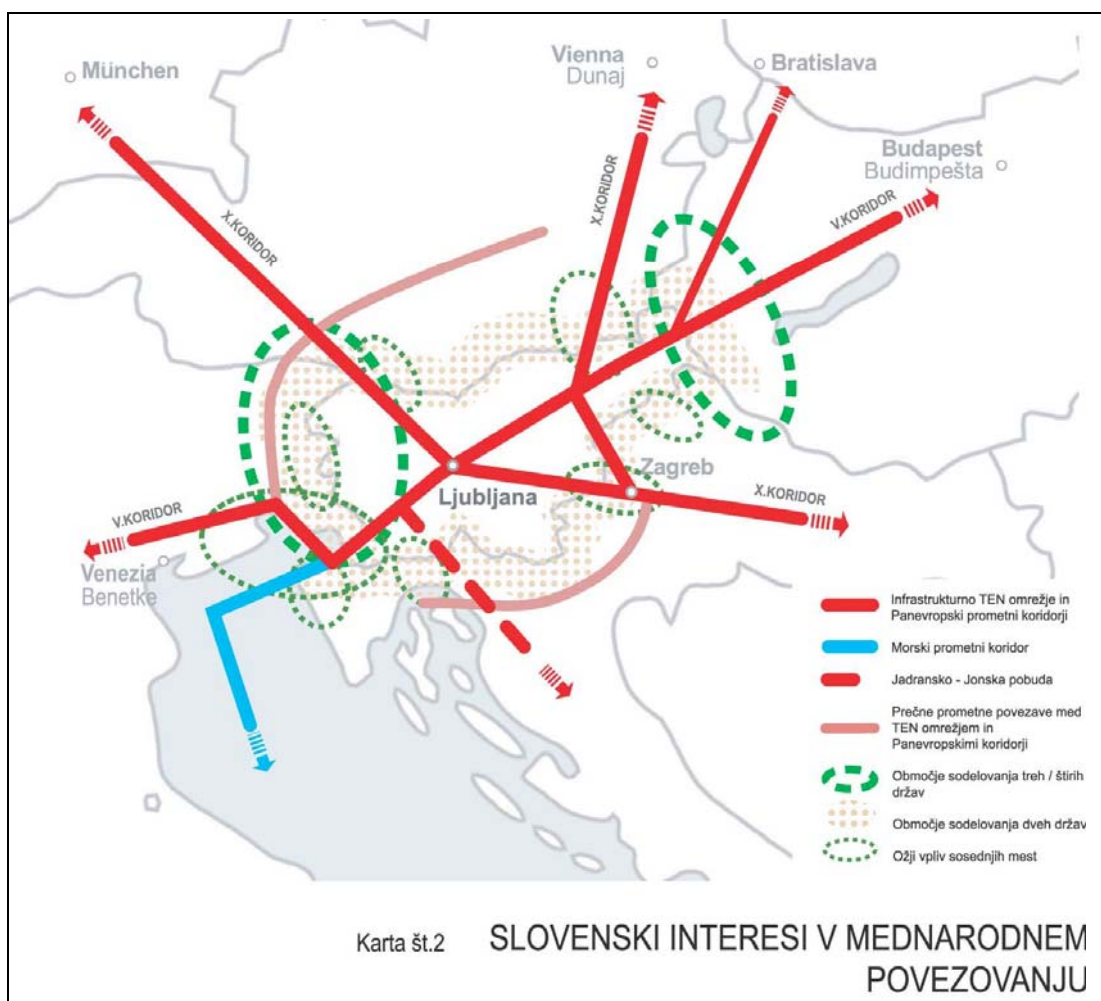 München
Vienna
Dunaj
Bratislava
Budapest
Budimpešta
X.KORIDOR
X.KORIDOR
V.KORIDOR
Ljubljana
Zagreb
X.KORIDOR
V.KORIDOR
Venezia
Benetke
Infrastrukturno TEN omrežje in
Panevropski prometni koridorji
Morski prometni koridor
Jadransko - Jonska pobuda
Prečne prometne povezave med
TEN omrežjem in
Panevropskimi koridorji
Območje sodelovanja treh / štirih
držav
Območje sodelovanja dveh držav
Ožji vpliv sosednjih mest
Karta št.2
SLOVENSKI INTERESI V MEDNARODNEM
POVEZOVANJU